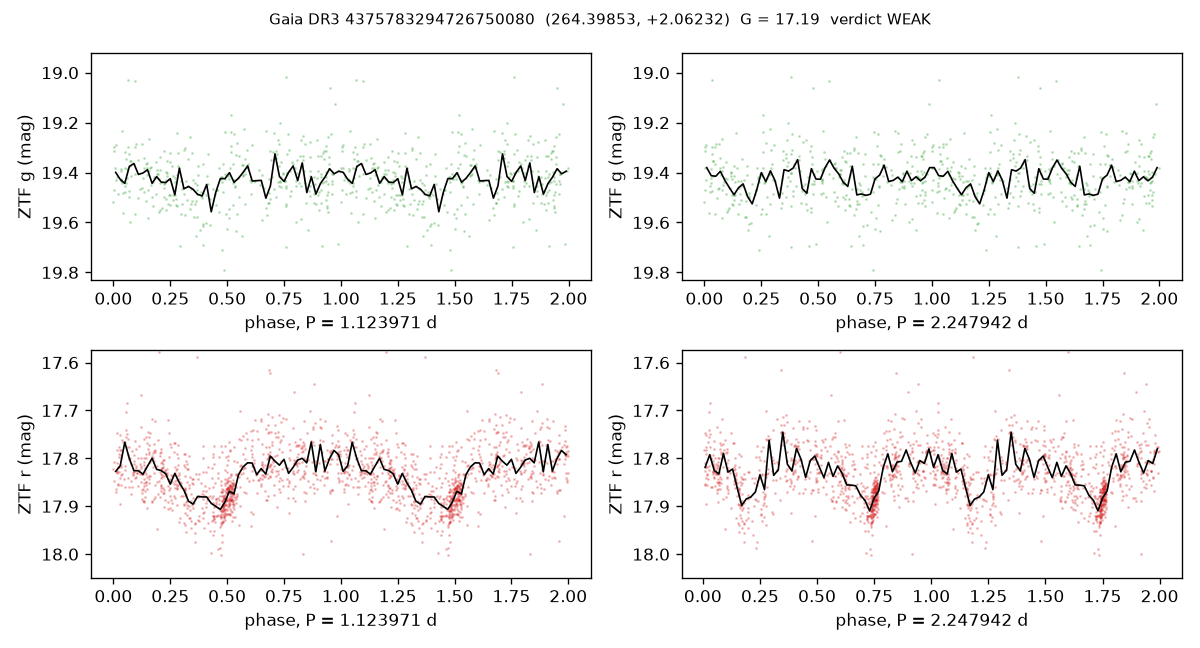 Gaia DR3 4375783294726750080  (264.39853, +2.06232)  G = 17.19  verdict WEAK
ZTF g (mag)
19.0
19.2
19.4
19.6
19.8
0.00 0.25 0.50 0.75 1.00 1.25 1.50 1.75 2.00
phase, P = 1.123971 d
ZTF g (mag)
19.0
19.2
19.4
19.6
19.8
0.00 0.25 0.50 0.75 1.00 1.25 1.50 1.75 2.00
phase, P = 2.247942 d
ZTF r (mag)
17.6
17.7
17.8
17.9
18.0
0.00 0.25 0.50 0.75 1.00 1.25 1.50 1.75 2.00
phase, P = 1.123971 d
ZTF r (mag)
17.6
17.7
17.8
17.9
18.0
0.00 0.25 0.50 0.75 1.00 1.25 1.50 1.75 2.00
phase, P = 2.247942 d